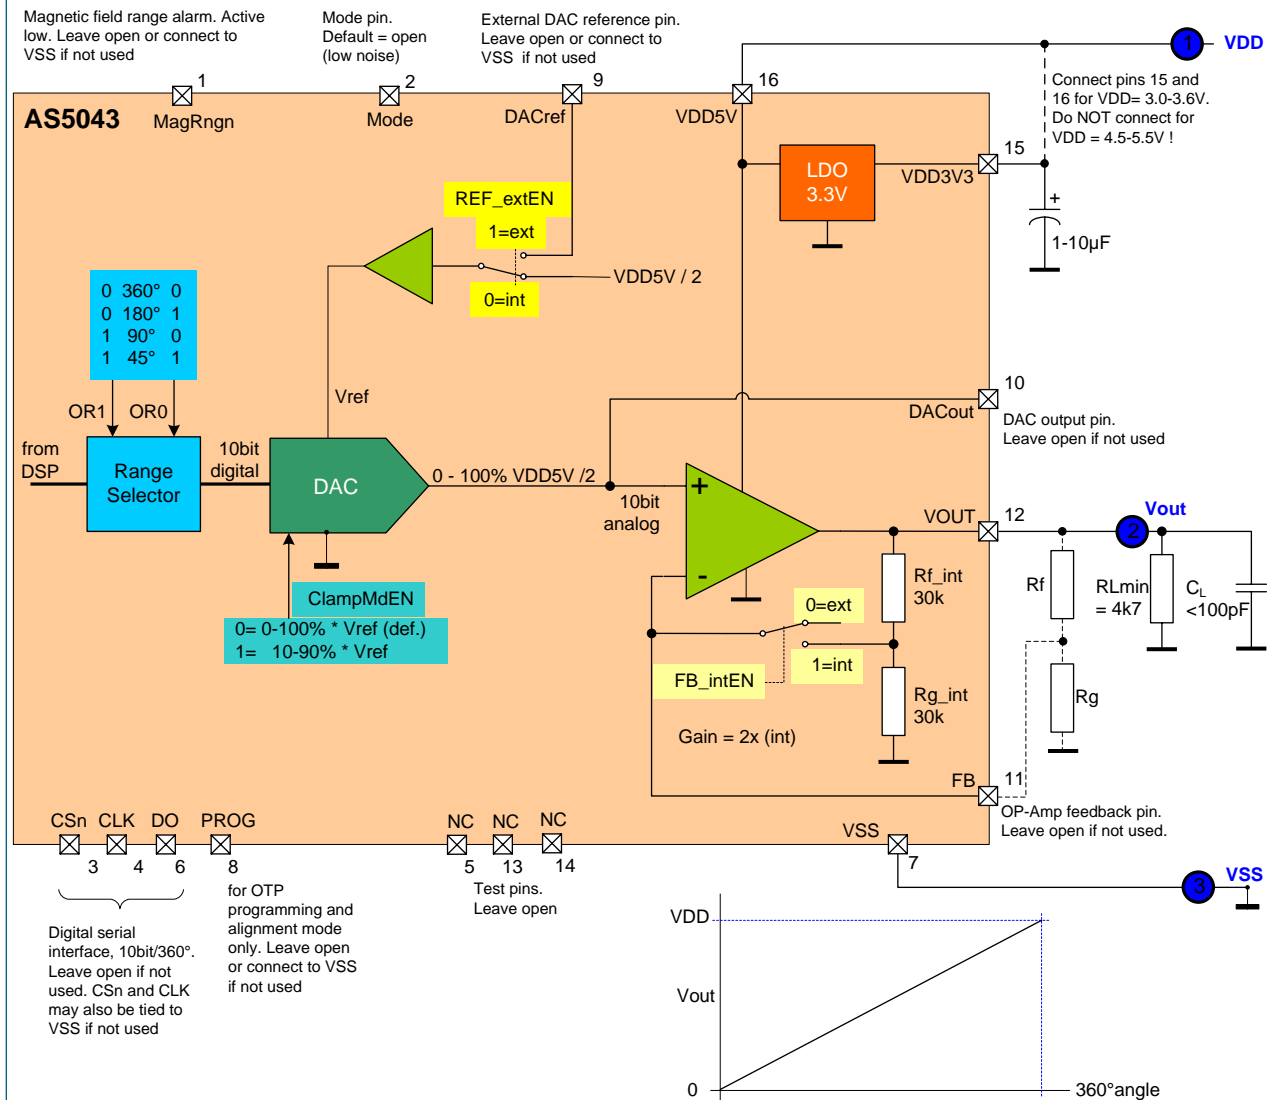 Magnetic field range alarm. Active
low. Leave open or connect to
VSS if not used
Mode pin.
Default = open
(low noise)
External DAC reference pin.
Leave open or connect to
VSS if not used
1
VDD
1
2
9
16
Connect pins 15 and
16 for VDD= 3.0-3.6V.
Do NOT connect for
VDD = 4.5-5.5V !
AS5043
MagRngn
Mode
DACref
VDD5V
15
LDO
3.3V
VDD3V3
+
1-10µF
REF_extEN
1=ext
VDD5V / 2
0=int
0 360° 0
0 180° 1
1 90° 0
1 45° 1
Vref
OR1
OR0
10
DACout
DAC output pin.
Leave open if not used
from
DSP
Range
Selector
10bit
digital
DAC
0 - 100% VDD5V /2
10bit
analog
+
-
VOUT
12
2
Vout
Rf_int
30k
Rf
RLmin
= 4k7
CL
<100pF
ClampMdEN
0= 0-100% * Vref (def.)
1= 10-90% * Vref
0=ext
1=int
FB_intEN
Rg_int
30k
Rg
Gain = 2x (int)
FB
11
OP-Amp feedback pin.
Leave open if not used.
CSn
CLK
DO
PROG
NC
NC
NC
VSS
3
4
6
8
5
13
14
7
for OTP
programming and
alignment mode
only. Leave open
or connect to VSS
if not used
Test pins.
Leave open
3
VSS
Digital serial
interface, 10bit/360°.
Leave open if not
used. CSn and CLK
may also be tied to
VSS if not used
VDD
Vout
0
360°angle